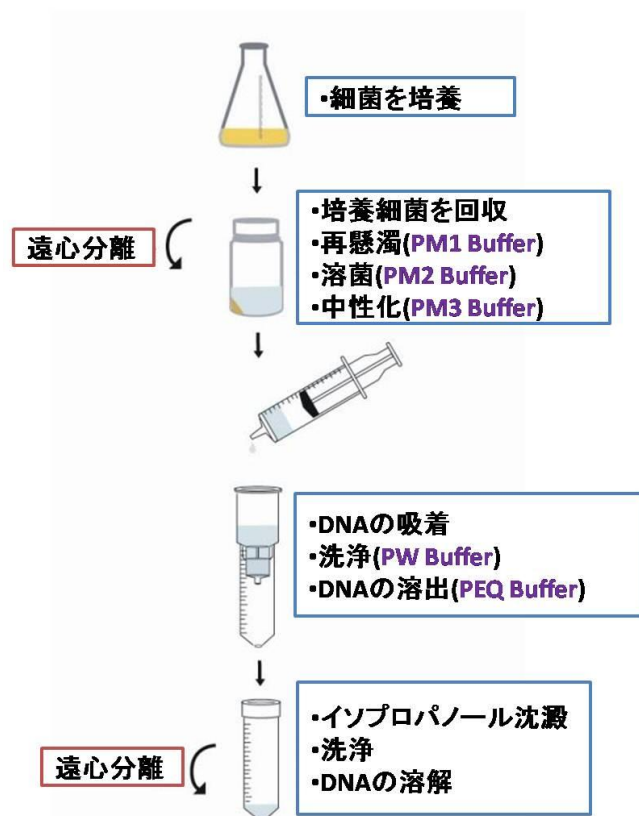 ・細菌を培養
遠心分離
・培養細菌を回収
・再懸濁(PM1 Buffer)
・溶菌(PM2 Buffer)
・中性化(PM3 Buffer)
・DNAの吸着
・洗浄(PW Buffer)
・DNAの溶出(PEQ Buffer)
遠心分離
・イソプロパノール沈澱
・洗浄
・DNAの溶解